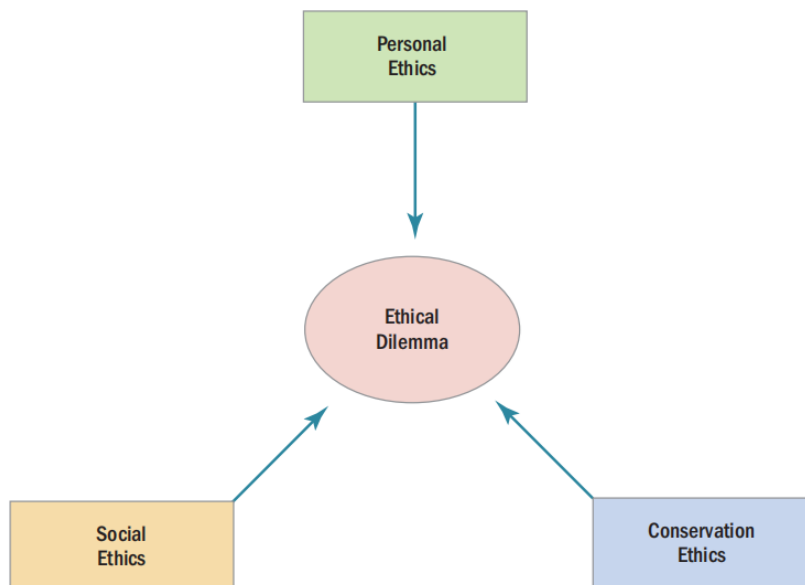 Personal
Ethics
Ethical
Dilemma
Social
Ethics
Conservation
Ethics